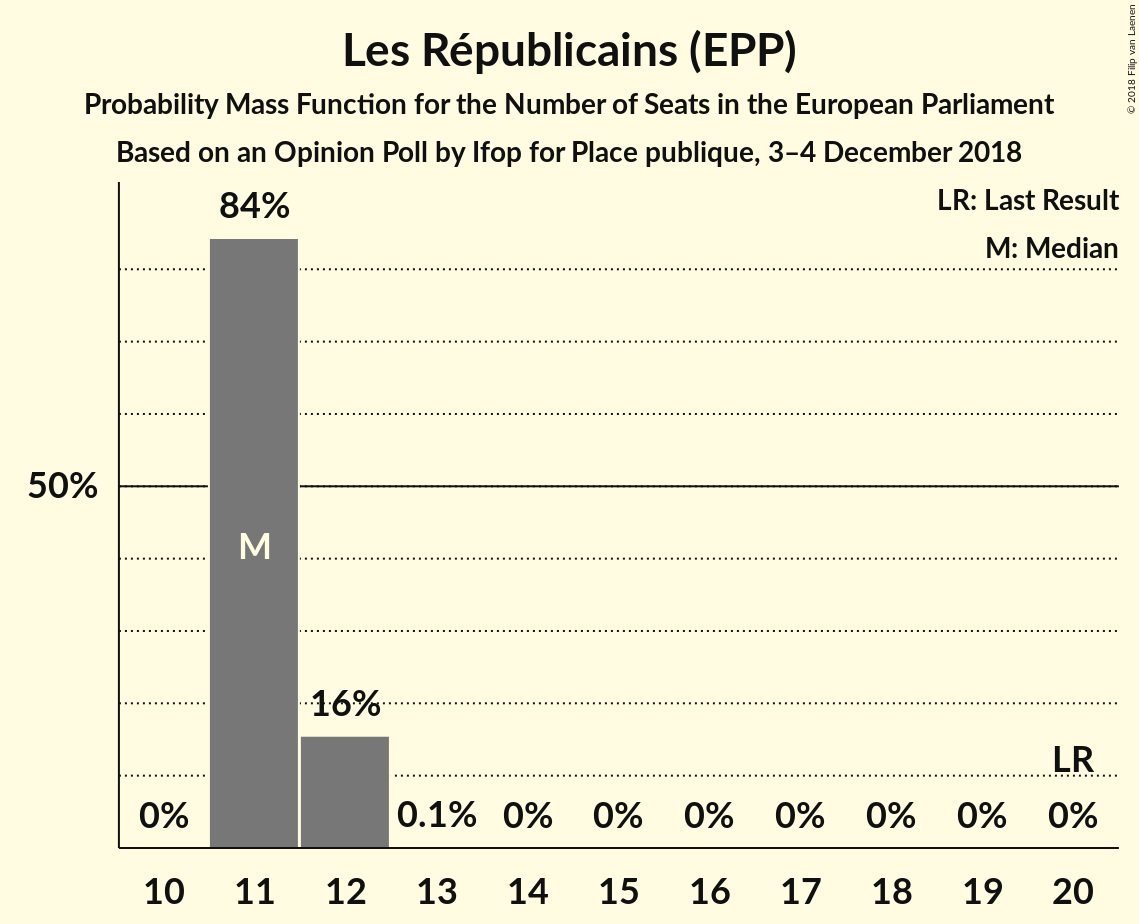 Les Républicains (EPP)
Probability Mass Function for the Number of Seats in the European Parliament
Based on an Opinion Poll by Ifop for Place publique, 3–4 December 2018
© 2018 Filip van Laenen
LR: Last Result
M: Median
84%
50%
M
16%
LR
0% 0.1% 0% 0% 0% 0% 0% 0% 0%
10 11 12 13 14 15 16 17 18 19 20